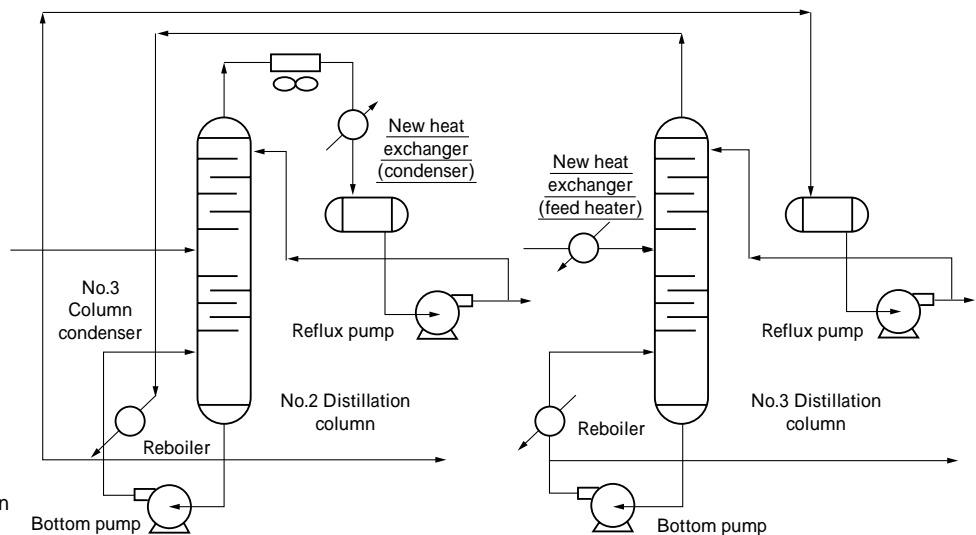 New heat
exchanger
(condenser)
New heat
exchanger
(feed heater)
No.3
Column
condenser
Reflux pump
Reflux pump
No.2 Distillation
column
No.3 Distillation
column
Reboiler
Reboiler
n
Bottom pump
Bottom pump